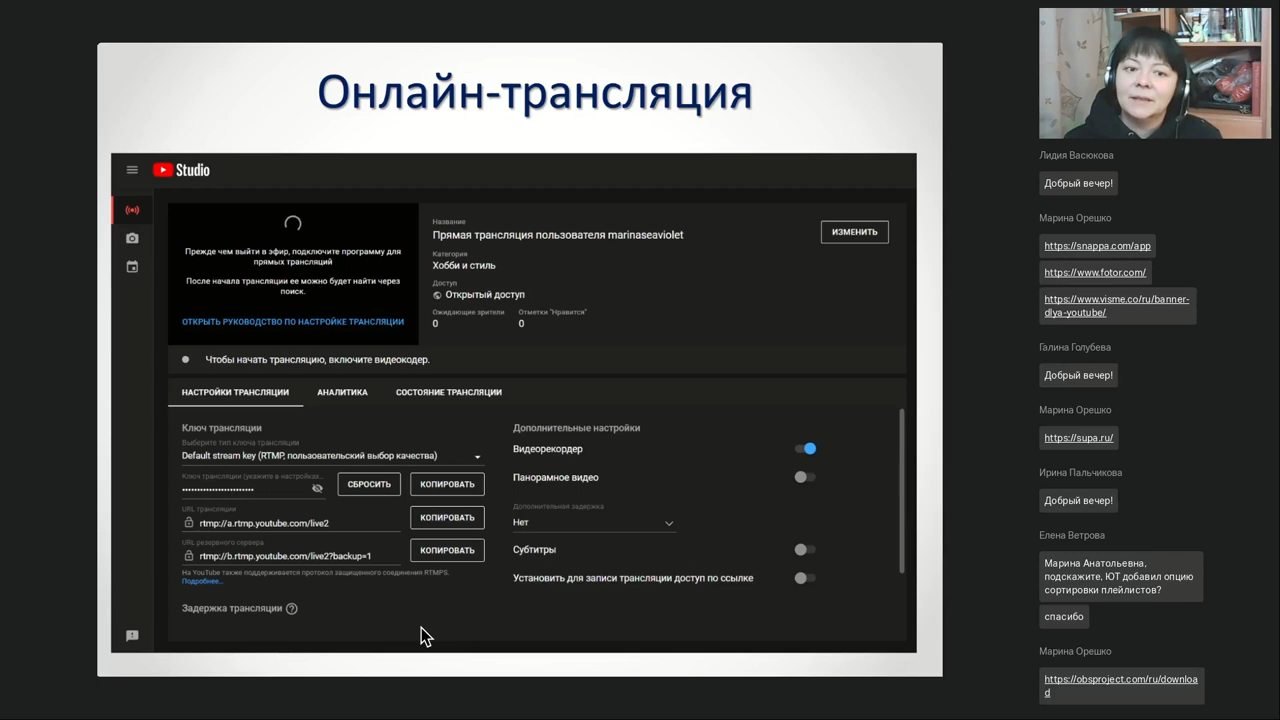 Онлайн-трансляция
Studio
Прежде чем выйти в эфир, подключите программу для
прямых трансляций
После начала трансляции ее можно будет найти через
поиск.
ОТКРЫТЬ РУКОВОДСТВО ПО НАСТРОЙКЕ ТРАНСЛЯЦИИ
Название
Прямая трансляция пользователя marinaseaviolet
ИЗМЕНИТЬ
Категория
Хобби и стиль
Доступ
Открытый доступ
Ожидающие зрители
Отметки "Нравится"
0
0
Чтобы начать трансляцию, включите видеокодер.
НАСТРОЙКИ ТРАНСЛЯЦИИ
АНАЛИТИКА
СОСТОЯНИЕ ТРАНСЛЯЦИИ
Ключ трансляции
Выберите тип ключа трансляции
Default stream key (RTMP, пользовательский выбор качества)
Ключ трансляции (укажите в настройках...
СБРОСИТЬ
КОПИРОВАТЬ
URL трансляции
rtmp://a.rtmp.youtube.com/live2
КОПИРОВАТЬ
URL резервного сервера
rtmp://b.rtmp.youtube.com/live2?backup=1
КОПИРОВАТЬ
На YouTube также поддерживается протокол защищенного соединения RTMPS.
Подробнее...
Задержка трансляции
Дополнительные настройки
Видеорекордер
Панорамное видео
Дополнительная задержка
Нет
Субтитры
Установить для записи трансляции доступ по ссылке
Лидия Васюкова
Добрый вечер!
Марина Орешко
https://snappa.com/app
https://www.fotor.com/
https://www.visme.co/ru/banner-
dlya-youtube/
Галина Голубева
Добрый вечер!
Марина Орешко
https://supa.ru/
Ирина Пальчикова
Добрый вечер!
Елена Ветрова
Марина Анатольевна,
подскажите, ЮТ добавил опцию
сортировки плейлистов?
спасибо
Марина Орешко
https://obsproject.com/ru/downloa
d